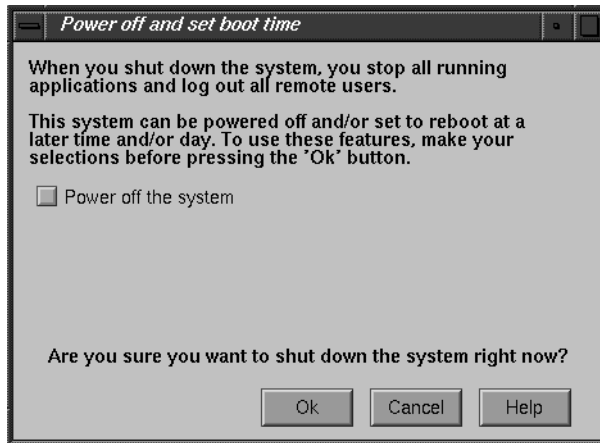 Power off and set boot time
When you shut down the system, you stop all running
applications and log out all remote users.
This system can be powered off and/or set to reboot at a
later time and/or day. To use these features, make your
selections before pressing the 'Ok' button.
Power off the system
Are you sure you want to shut down the system right now?
Ok
Cancel
Help